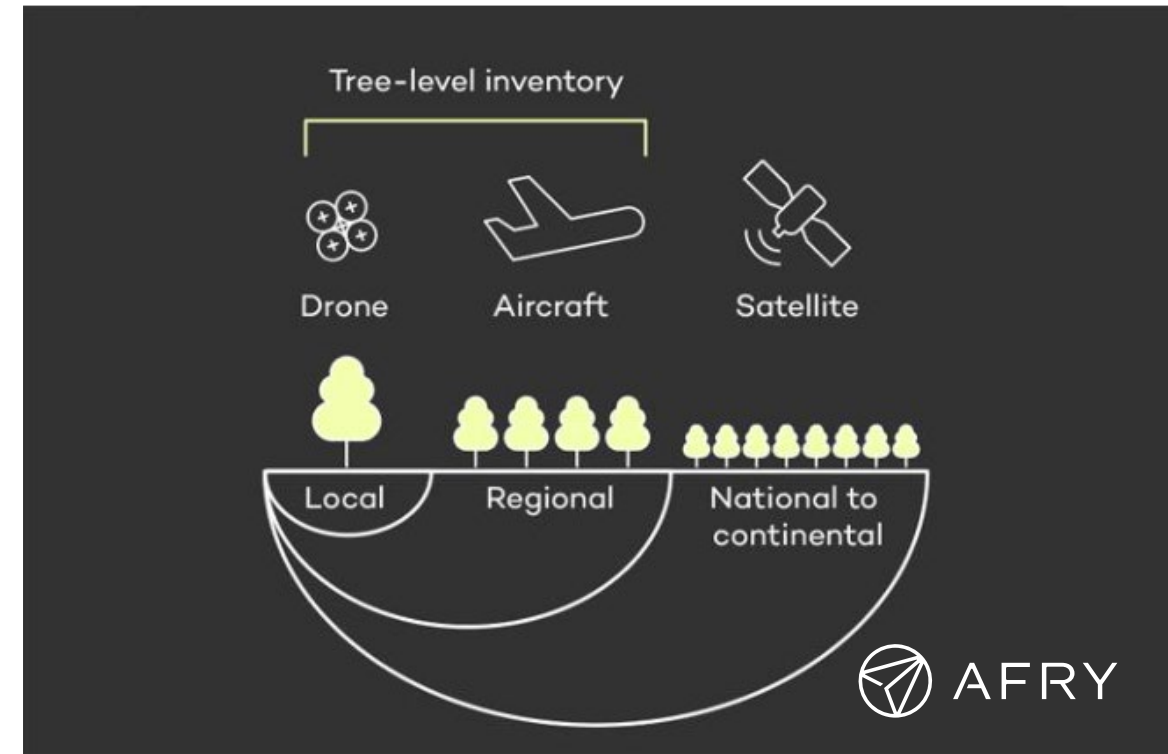 Tree-level inventory
Drone
Aircraft
Satellite
Local
Regional
National to
continental
AFRY